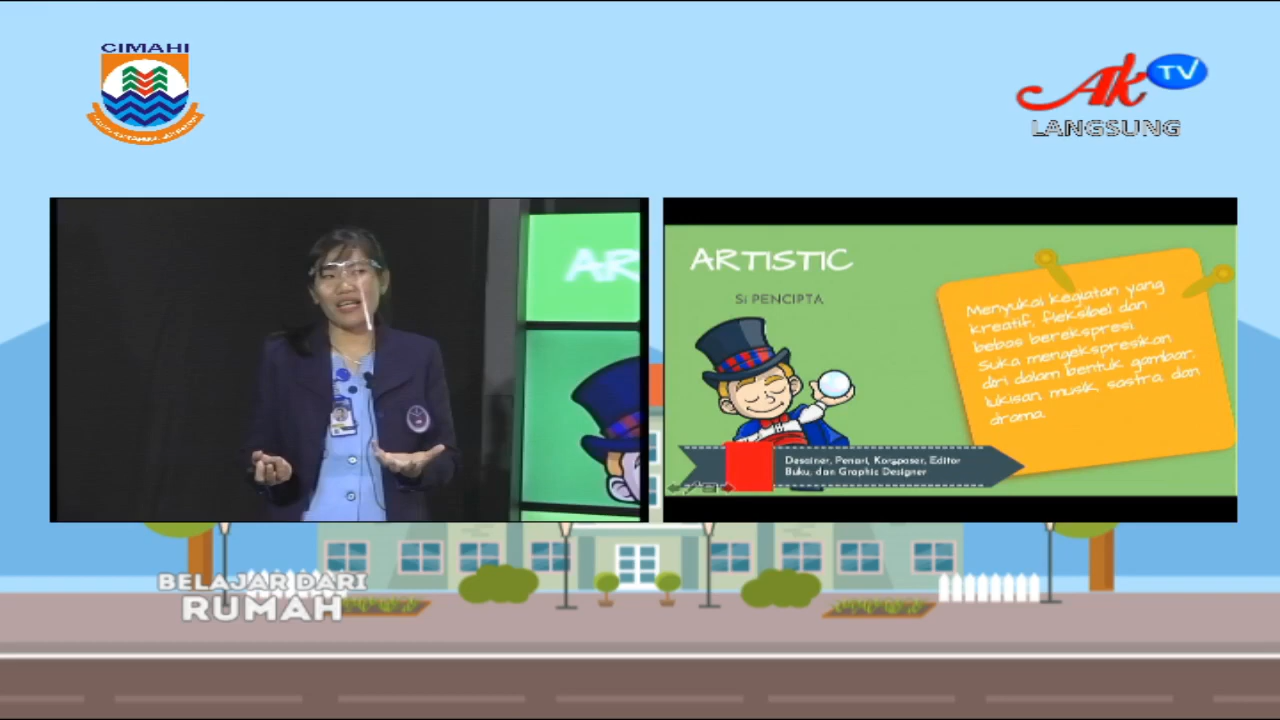 CIMAHI
Ak TV
LANGSUNG
AR
ARTISTIC
Si PENCIPTA
Menyukai kegiatan yang
kreatif, fleksibel dan
bebas berekspresi.
Suka mengekspresikan
diri dalam bentuk gambar,
lukisan, musik, sastra, dan
drama.
Desainer, Penari, Komposer, Editor
Buku, dan Graphic Designer
BELAJAR DARI
RUMAH